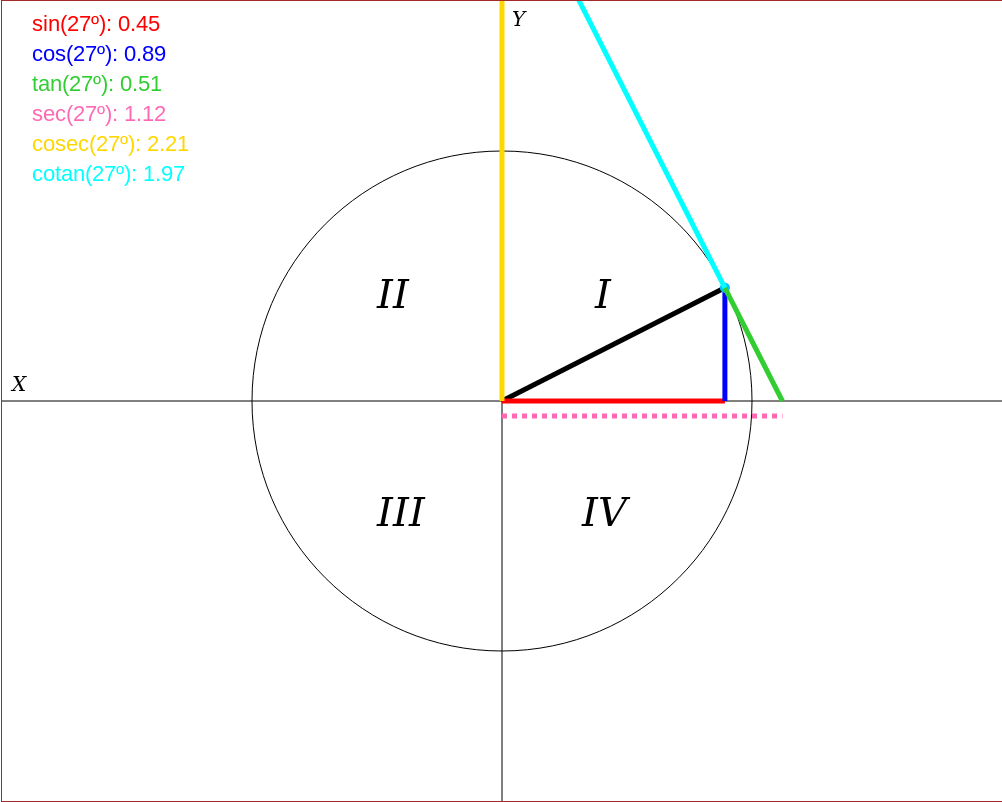 sin(27º): 0.45
cos(27º): 0.89
tan(27º): 0.51
sec(27º): 1.12
cosec(27º): 2.21
cotan(27º): 1.97
Y
II
I
X
III
IV